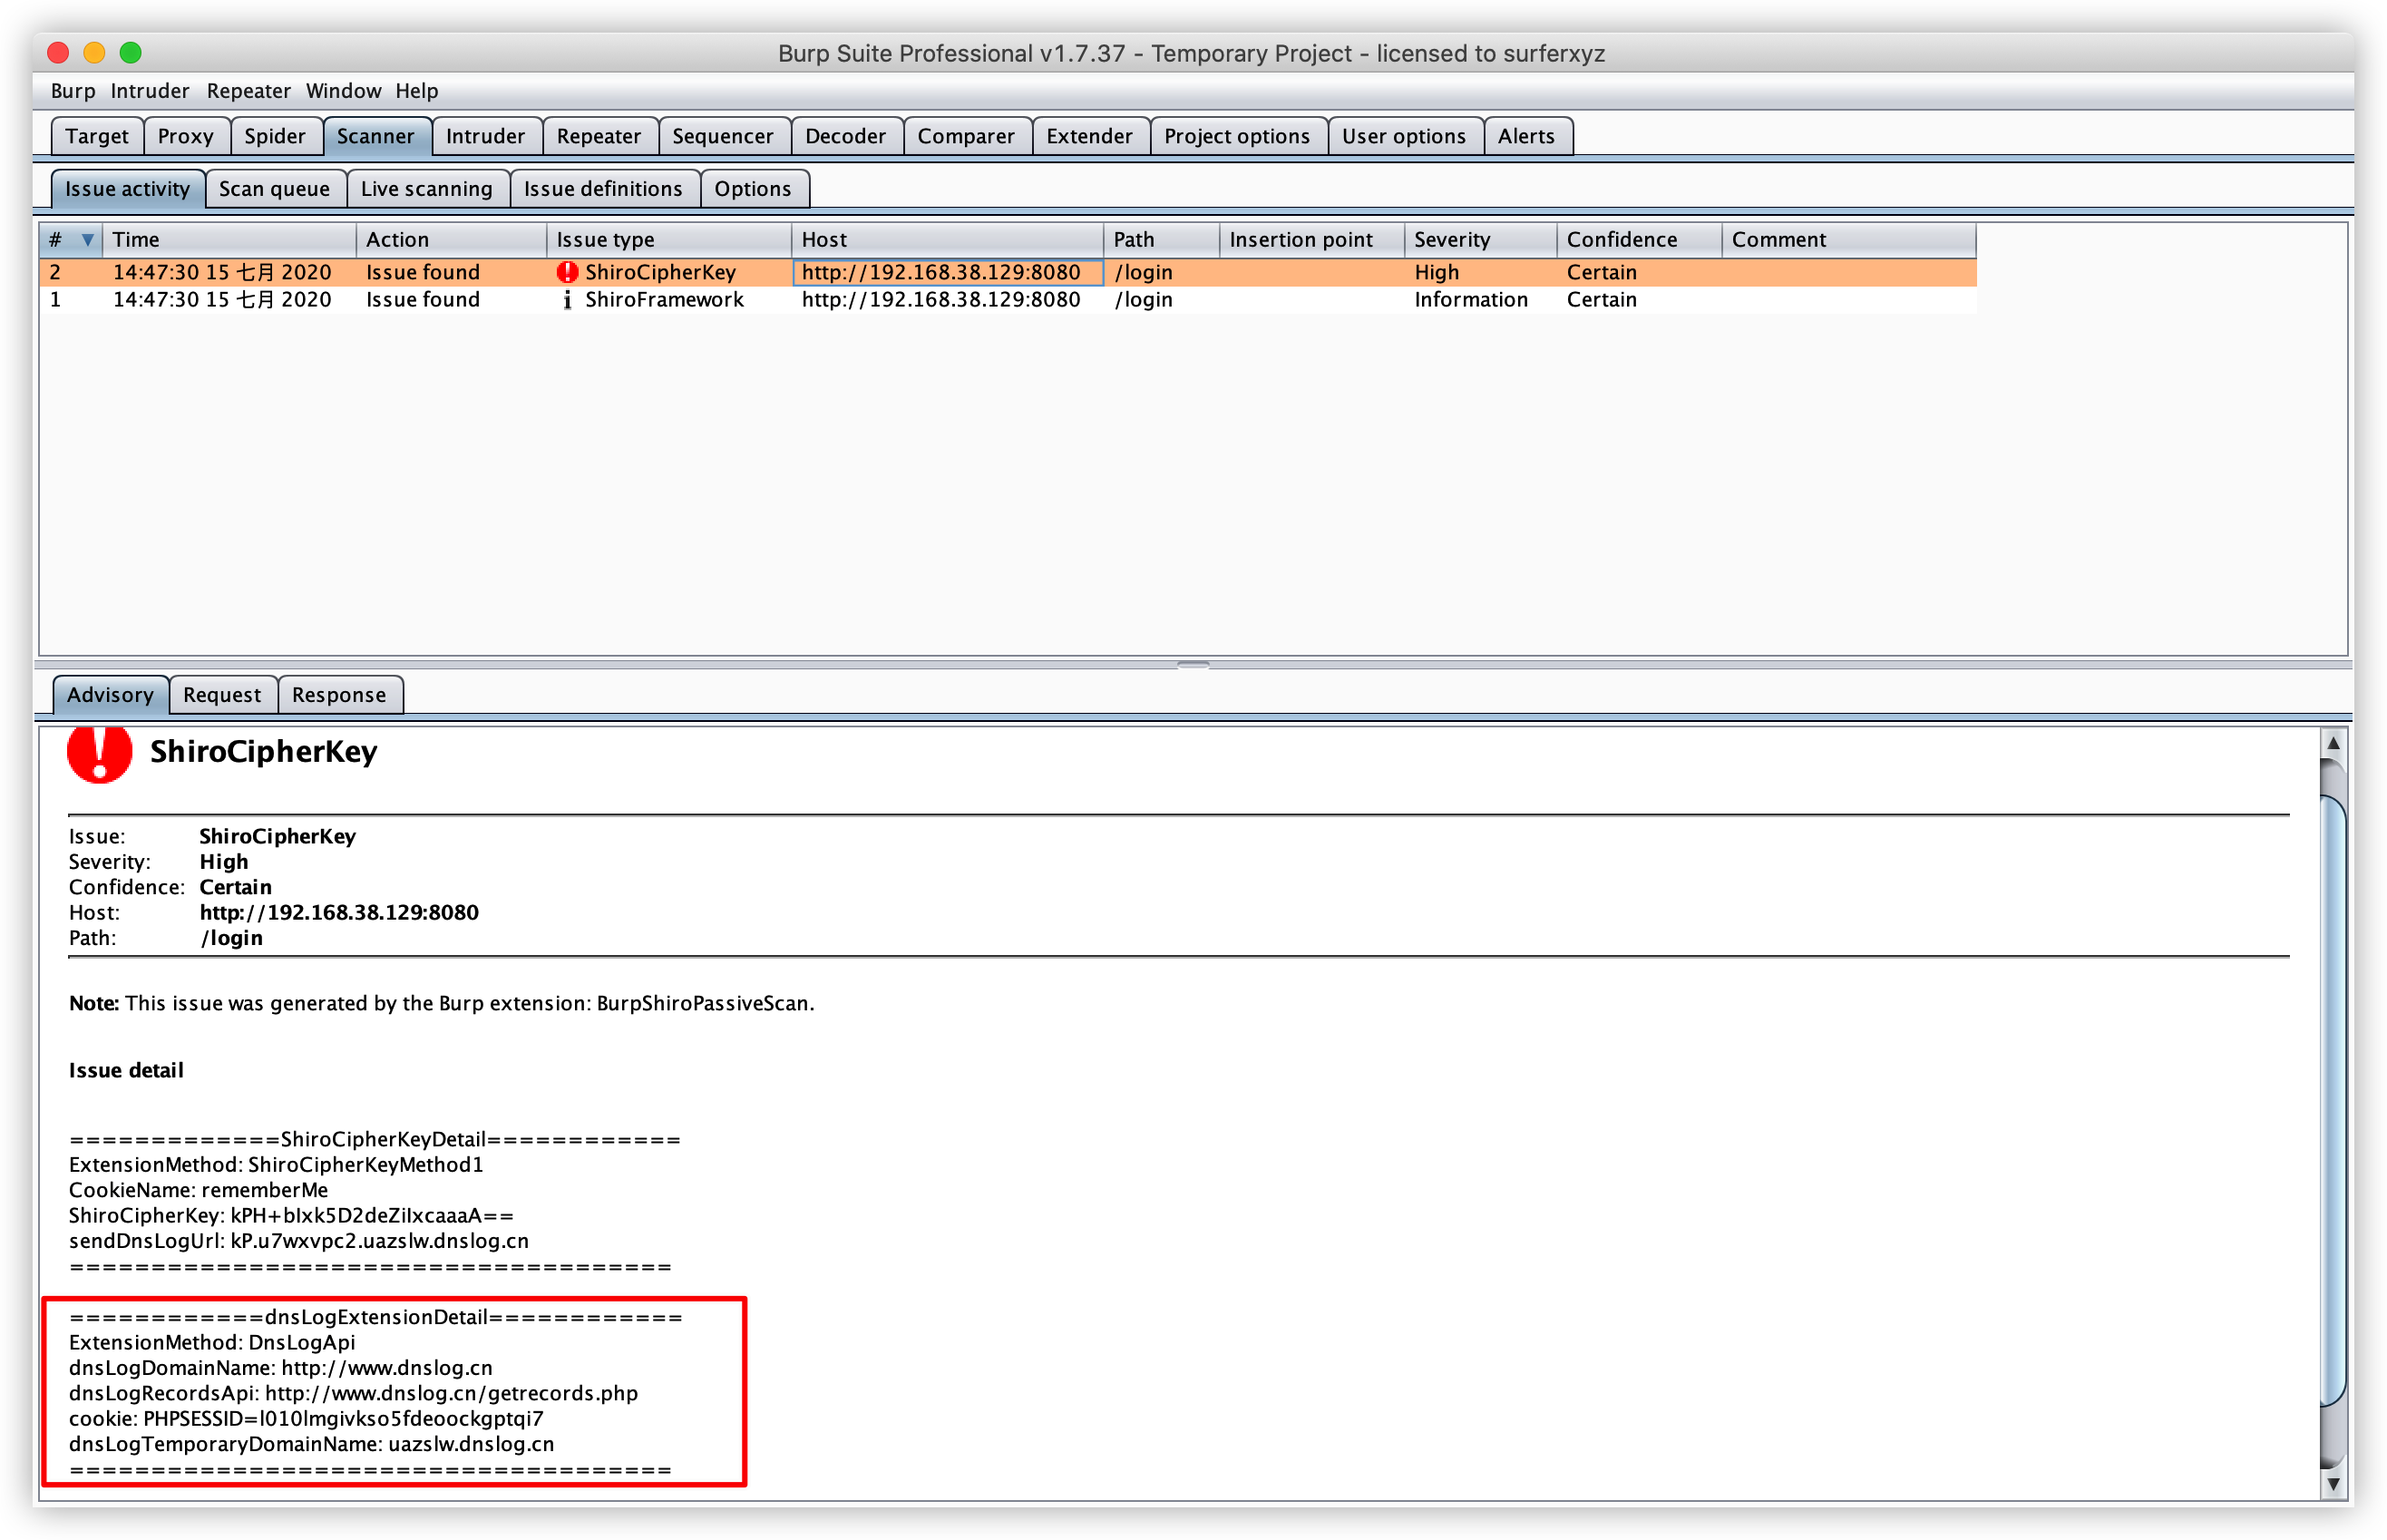 Burp Suite Professional v1.7.37 - Temporary Project - licensed to surferxyz
Burp Intruder Repeater Window Help
Target Proxy Spider Scanner Intruder Repeater Sequencer Decoder Comparer Extender Project options User options Alerts
Issue activity Scan queue Live scanning Issue definitions Options
# Time Action Issue type Host Path Insertion point Severity Confidence Comment
2 14:47:30 15 七月 2020 Issue found ShiroCipherKey http://192.168.38.129:8080 /login High Certain
1 14:47:30 15 七月 2020 Issue found ShiroFramework http://192.168.38.129:8080 /login Information Certain
Advisory Request Response
ShiroCipherKey
Issue: ShiroCipherKey
Severity: High
Confidence: Certain
Host: http://192.168.38.129:8080
Path: /login
Note: This issue was generated by the Burp extension: BurpShiroPassiveScan.
Issue detail
=============ShiroCipherKeyDetail============
ExtensionMethod: ShiroCipherKeyMethod1
CookieName: rememberMe
ShiroCipherKey: kPH+bIxk5D2deZiIxcaaaA==
sendDnsLogUrl: kP.u7wxvpc2.uazslw.dnslog.cn
=====================================
============dnsLogExtensionDetail============
ExtensionMethod: DnsLogApi
dnsLogDomainName: http://www.dnslog.cn
dnsLogRecordsApi: http://www.dnslog.cn/getrecords.php
cookie: PHPSESSID=l010lmgivkso5fdeoockgptqi7
dnsLogTemporaryDomainName: uazslw.dnslog.cn
=====================================